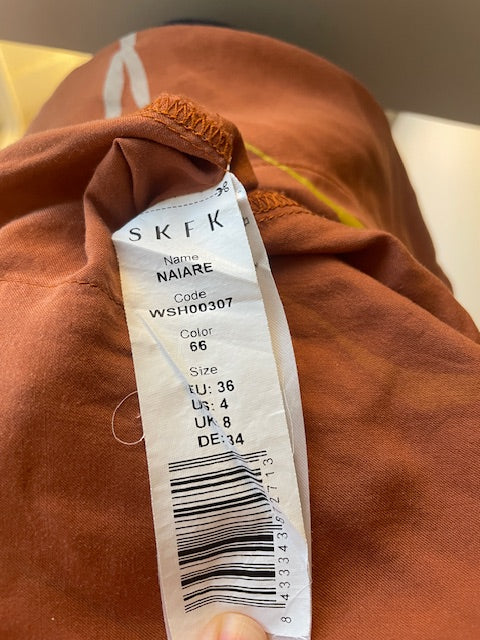 SKFK
Name
NAIARE
Code
WSH00307
Color
66
Size
EU: 36
US: 4
UK: 8
DE: 34